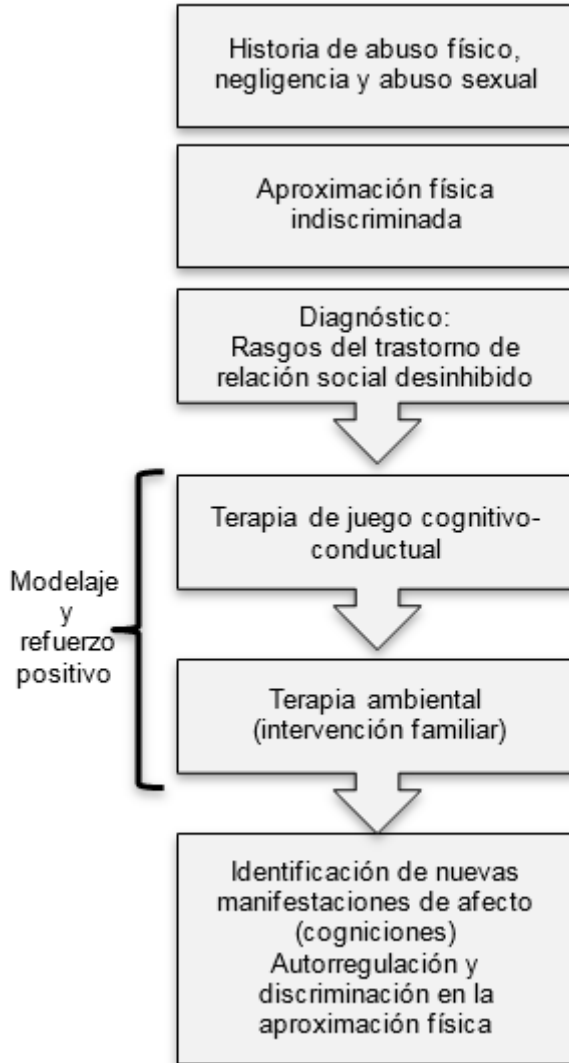 Historia de abuso físico,
negligencia y abuso sexual
Aproximación física
indiscriminada
Diagnóstico:
Rasgos del trastorno de
relación social desinhibido
Terapia de juego cognitivo-
conductual
Modelaje
y
refuerzo
positivo
Terapia ambiental
(intervención familiar)
Identificación de nuevas
manifestaciones de afecto
(cogniciones)
Autorregulación y
discriminación en la
aproximación física